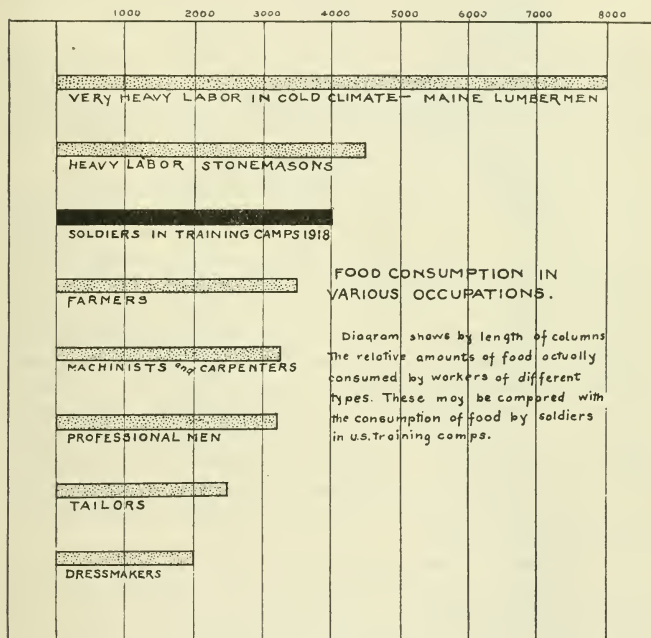 1000 2000 3000 4000 5000 6000 7000 8000
VERY HEAVY LABOR IN COLD CLIMATE — MAINE LUMBERMEN
HEAVY LABOR STONEMASONS
SOLDIERS IN TRAINING CAMPS 1918
FARMERS
MACHINISTS and CARPENTERS
PROFESSIONAL MEN
TAILORS
DRESSMAKERS
FOOD CONSUMPTION IN
VARIOUS OCCUPATIONS.
Diagram shows by length of columns
The relative amounts of food actually
consumed by workers of different
types. These may be compared with
the consumption of food by soldiers
in U.S. Training camps.